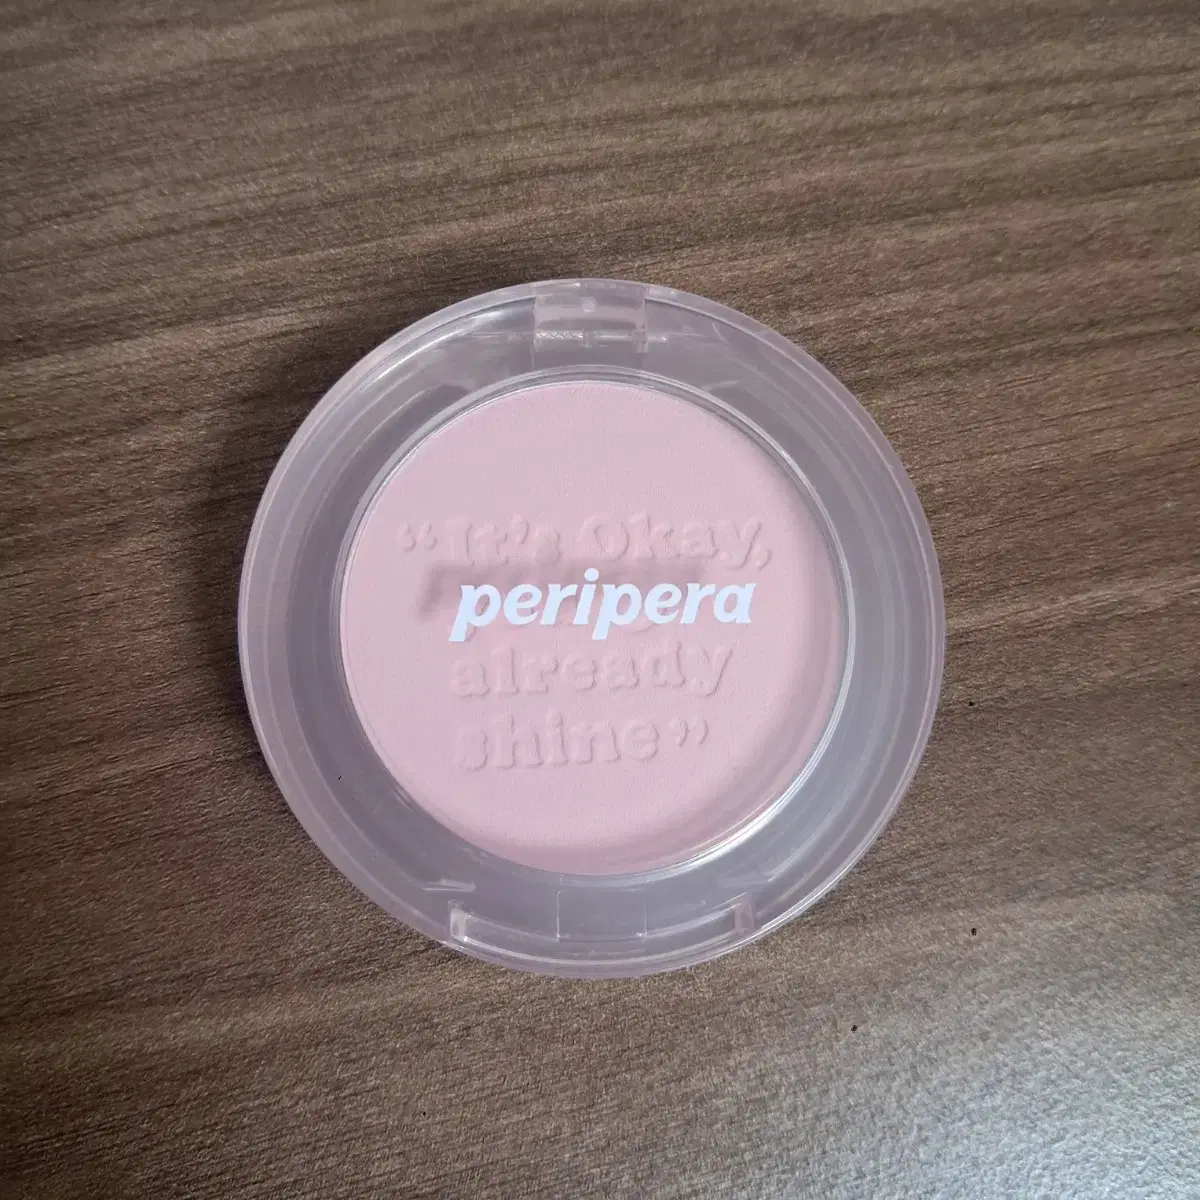 “It’s Okay,
peripera
already
shine”